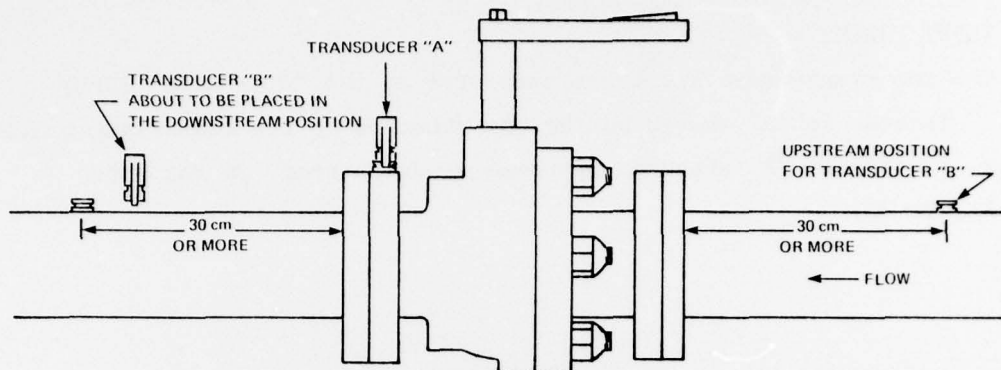 TRANSDUCER "A"
TRANSDUCER "B"
ABOUT TO BE PLACED IN
THE DOWNSTREAM POSITION
UPSTREAM POSITION
FOR TRANSDUCER "B"
30 cm
OR MORE
30 cm
OR MORE
FLOW